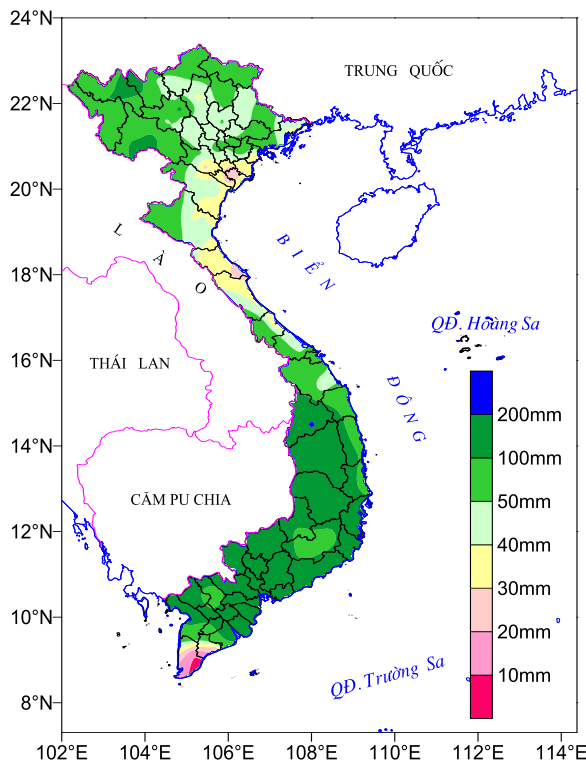 24°N
22°N
20°N
18°N
16°N
14°N
12°N
10°N
8°N
TRUNG QUỐC
LÀO
BIỂN
ĐÔNG
QĐ. Hoàng Sa
THÁI LAN
CĂM PU CHIA
QĐ. Trường Sa
200mm
100mm
50mm
40mm
30mm
20mm
10mm
102°E 104°E 106°E 108°E 110°E 112°E 114°E